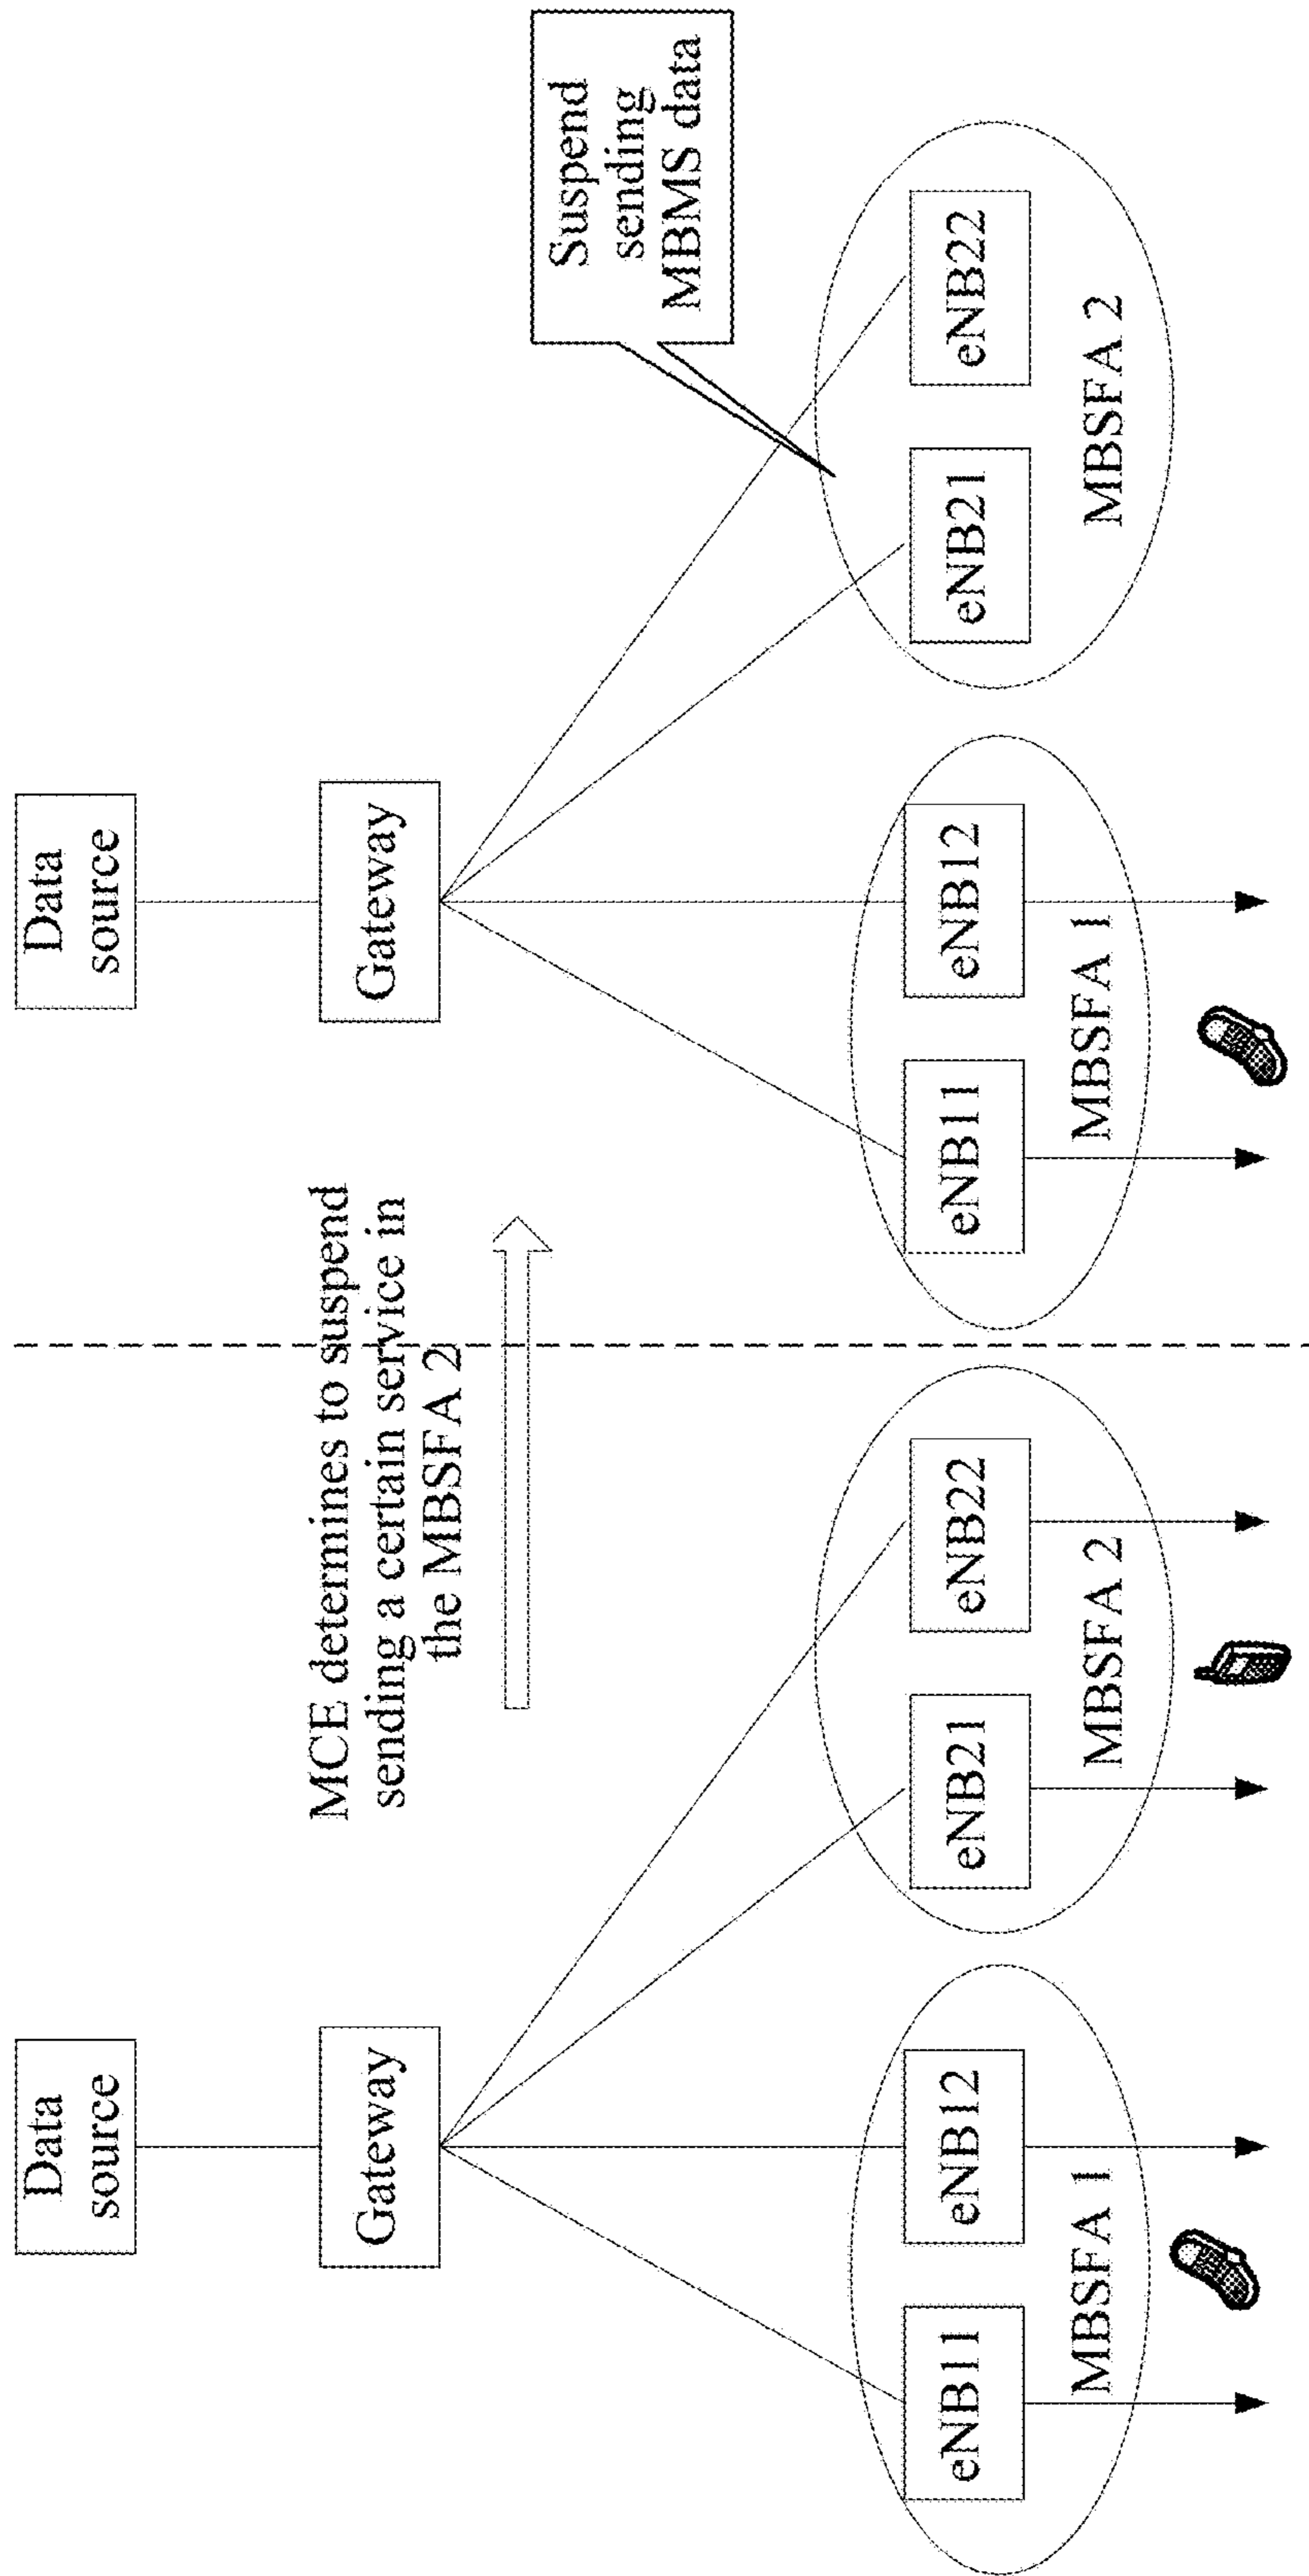 Data
source
Gateway
eNB11
eNB12
MBSFA 1
eNB21
eNB22
MBSFA 2
MCE determines to suspend
sending a certain service in
the MBSFA 2
Data
source
Gateway
eNB11
eNB12
MBSFA 1
eNB21
eNB22
MBSFA 2
Suspend
sending
MBMS data